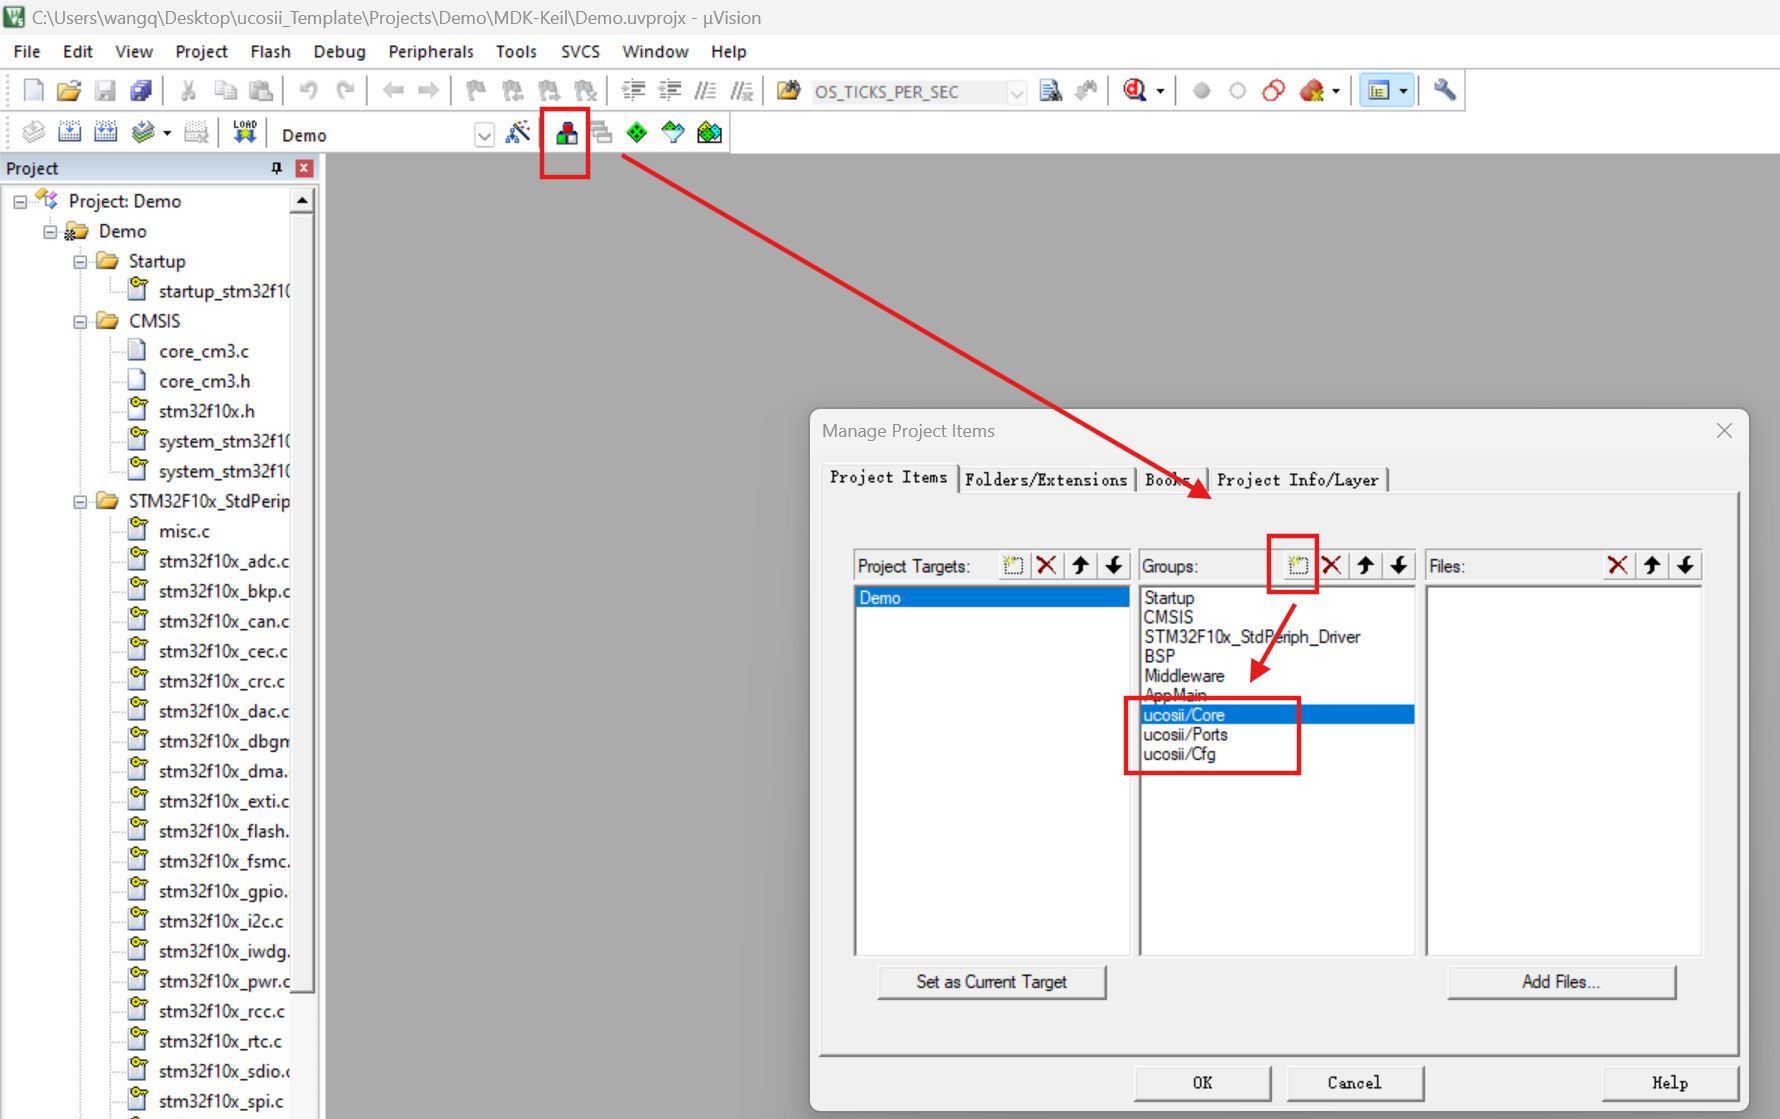 C:\Users\wangq\Desktop\ucosii_Template\Projects\Demo\MDK-Keil\Demo.uvprojx - µVision
File Edit View Project Flash Debug Peripherals Tools SVCS Window Help
OS_TICKS_PER_SEC
LOAD Demo
Project
Project: Demo
Demo
Startup
startup_stm32f10
CMSIS
core_cm3.c
core_cm3.h
stm32f10x.h
system_stm32f10
system_stm32f10
STM32F10x_StdPerip
misc.c
stm32f10x_adc.c
stm32f10x_bkp.c
stm32f10x_can.c
stm32f10x_cec.c
stm32f10x_crc.c
stm32f10x_dac.c
stm32f10x_dbgm
stm32f10x_dma.
stm32f10x_exti.c
stm32f10x_flash.
stm32f10x_fsmc.
stm32f10x_gpio.
stm32f10x_i2c.c
stm32f10x_iwdg.
stm32f10x_pwr.c
stm32f10x_rcc.c
stm32f10x_rtc.c
stm32f10x_sdio.c
stm32f10x_spi.c
Manage Project Items
Project Items Folders/Extensions Books Project Info/Layer
Project Targets:
Demo
Set as Current Target
Groups:
Startup
CMSIS
STM32F10x_StdPeriph_Driver
BSP
Middleware
AppMain
ucosii/Core
ucosii/Ports
ucosii/Cfg
Files:
Add Files...
OK Cancel Help